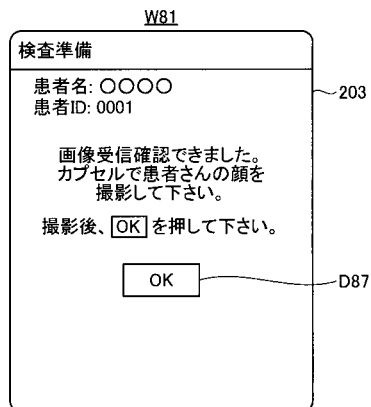 W81
検査準備
患者名: ○○○○
患者ID: 0001
203
画像受信確認できました。
カプセルで患者さんの顔を
撮影して下さい。
撮影後、OKを押して下さい。
OK
D87